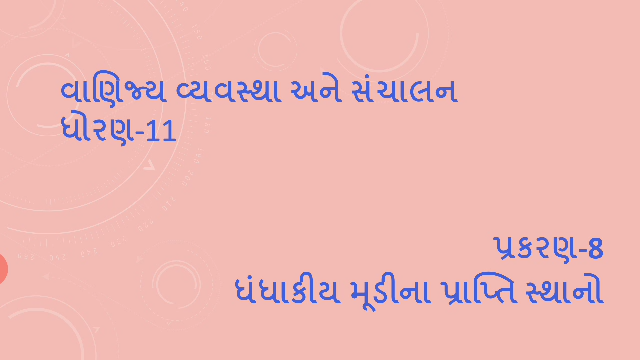 વાણિજ્ય વ્યવસ્થા અને સંચાલન
ધોરણ-11
પ્રકરણ-8
ધંધાકીય મૂડીના પ્રાપ્તિ સ્થાનો